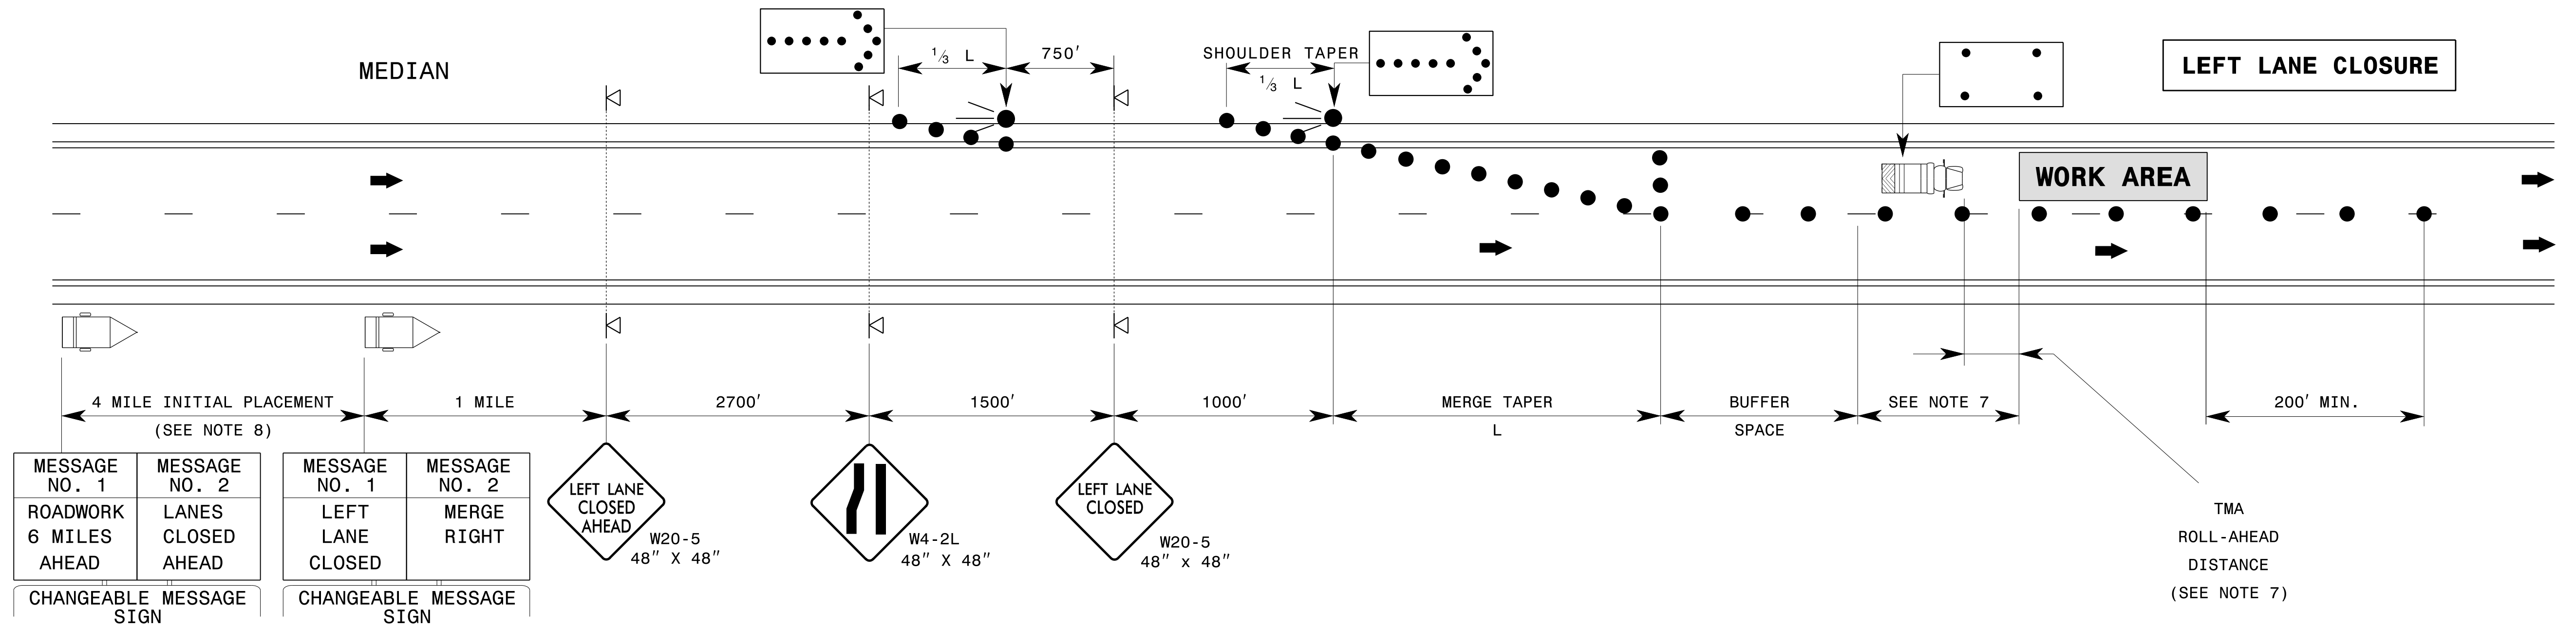 MEDIAN
⅓ L
750′
SHOULDER TAPER
⅓ L
LEFT LANE CLOSURE
WORK AREA
4 MILE INITIAL PLACEMENT
(SEE NOTE 8)
1 MILE
2700′
1500′
1000′
MERGE TAPER
L
BUFFER
SPACE
SEE NOTE 7
200′ MIN.
MESSAGE
NO. 1
MESSAGE
NO. 2
ROADWORK
6 MILES
AHEAD
LANES
CLOSED
AHEAD
CHANGEABLE MESSAGE
SIGN
MESSAGE
NO. 1
MESSAGE
NO. 2
LEFT
LANE
CLOSED
MERGE
RIGHT
CHANGEABLE MESSAGE
SIGN
LEFT LANE
CLOSED
AHEAD
W20-5
48″ X 48″
W4-2L
48″ X 48″
LEFT LANE
CLOSED
W20-5
48″ x 48″
TMA
ROLL-AHEAD
DISTANCE
(SEE NOTE 7)